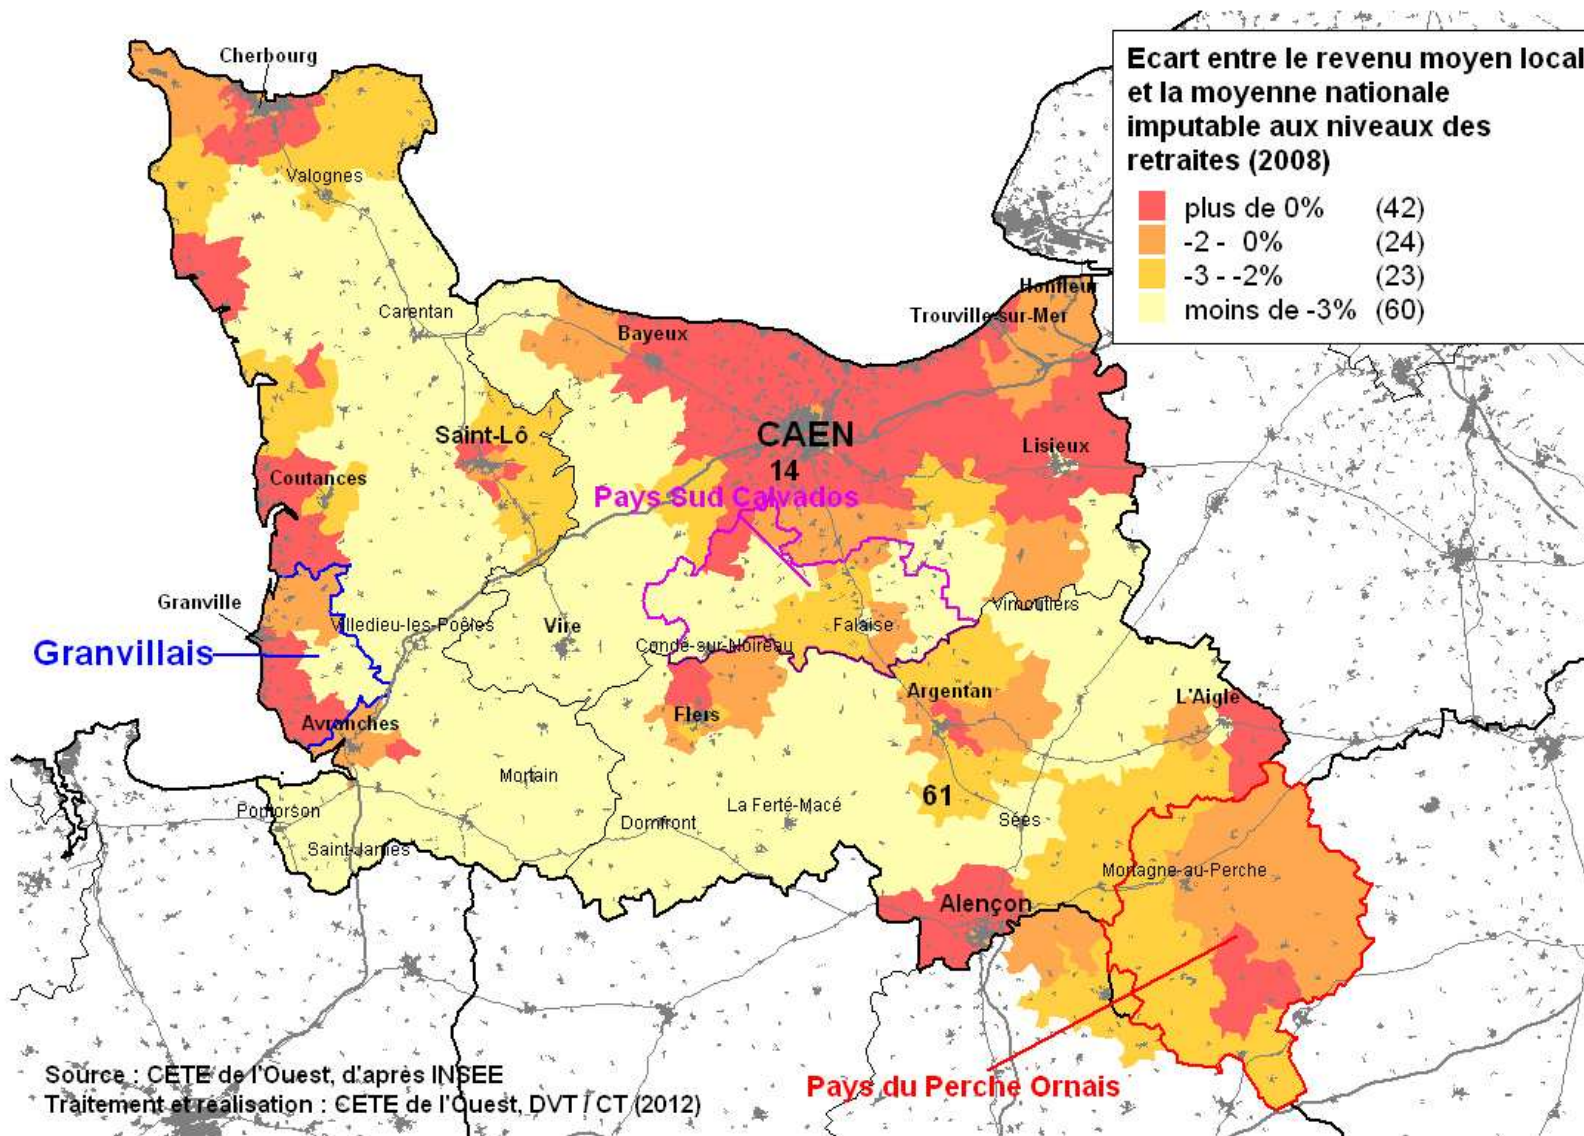 Ecart entre le revenu moyen local
et la moyenne nationale
imputable aux niveaux des
retraites (2008)
plus de 0% (42)
-2 - 0% (24)
-3 - -2% (23)
moins de -3% (60)
Cherbourg
Valognes
Carentan
Honfleur
Trouville-sur-Mer
Bayeux
Saint-Lô
CAEN
14
Lisieux
Coutances
Pays Sud Calvados
Granville
Villedieu-les-Poêles
Vire
Condé-sur-Noireau
Falaise
Vimoutiers
Granvillais
Avranches
Flers
Argentan
L'Aigle
Mortain
Pontorson
La Ferté-Macé
61
Domfront
Sées
Saint-James
Mortagne-au-Perche
Alençon
Source : CETE de l'Ouest, d'après INSEE
Traitement et réalisation : CETE de l'Ouest, DVT / CT (2012)
Pays du Perche Ornais